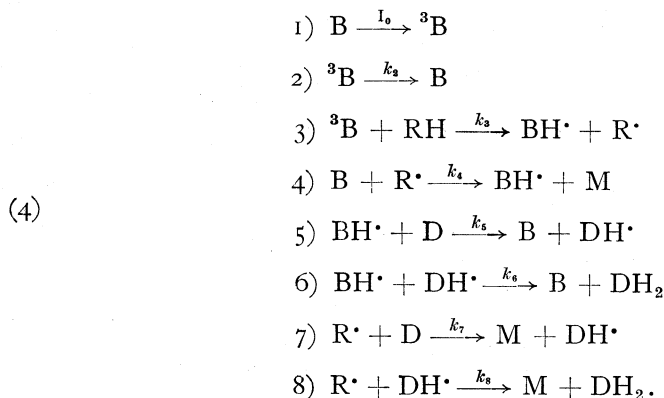 1) B —I₀→ ³B
2) ³B —k₂→ B
3) ³B + RH —k₃→ BH· + R·
4) B + R· —k₄→ BH· + M
(4)
5) BH· + D —k₅→ B + DH·
6) BH· + DH· —k₆→ B + DH₂
7) R· + D —k₇→ M + DH·
8) R· + DH· —k₈→ M + DH₂.